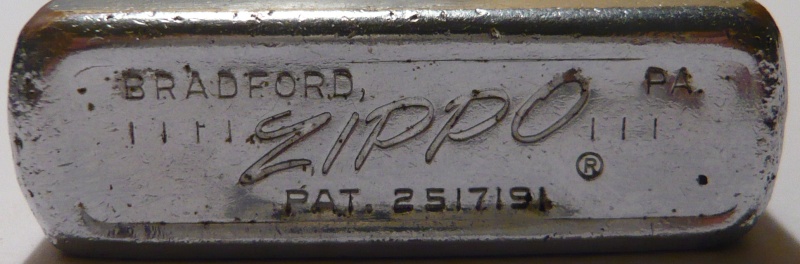 BRADFORD, PA.
|||| ZIPPO ® |||
PAT. 2517191